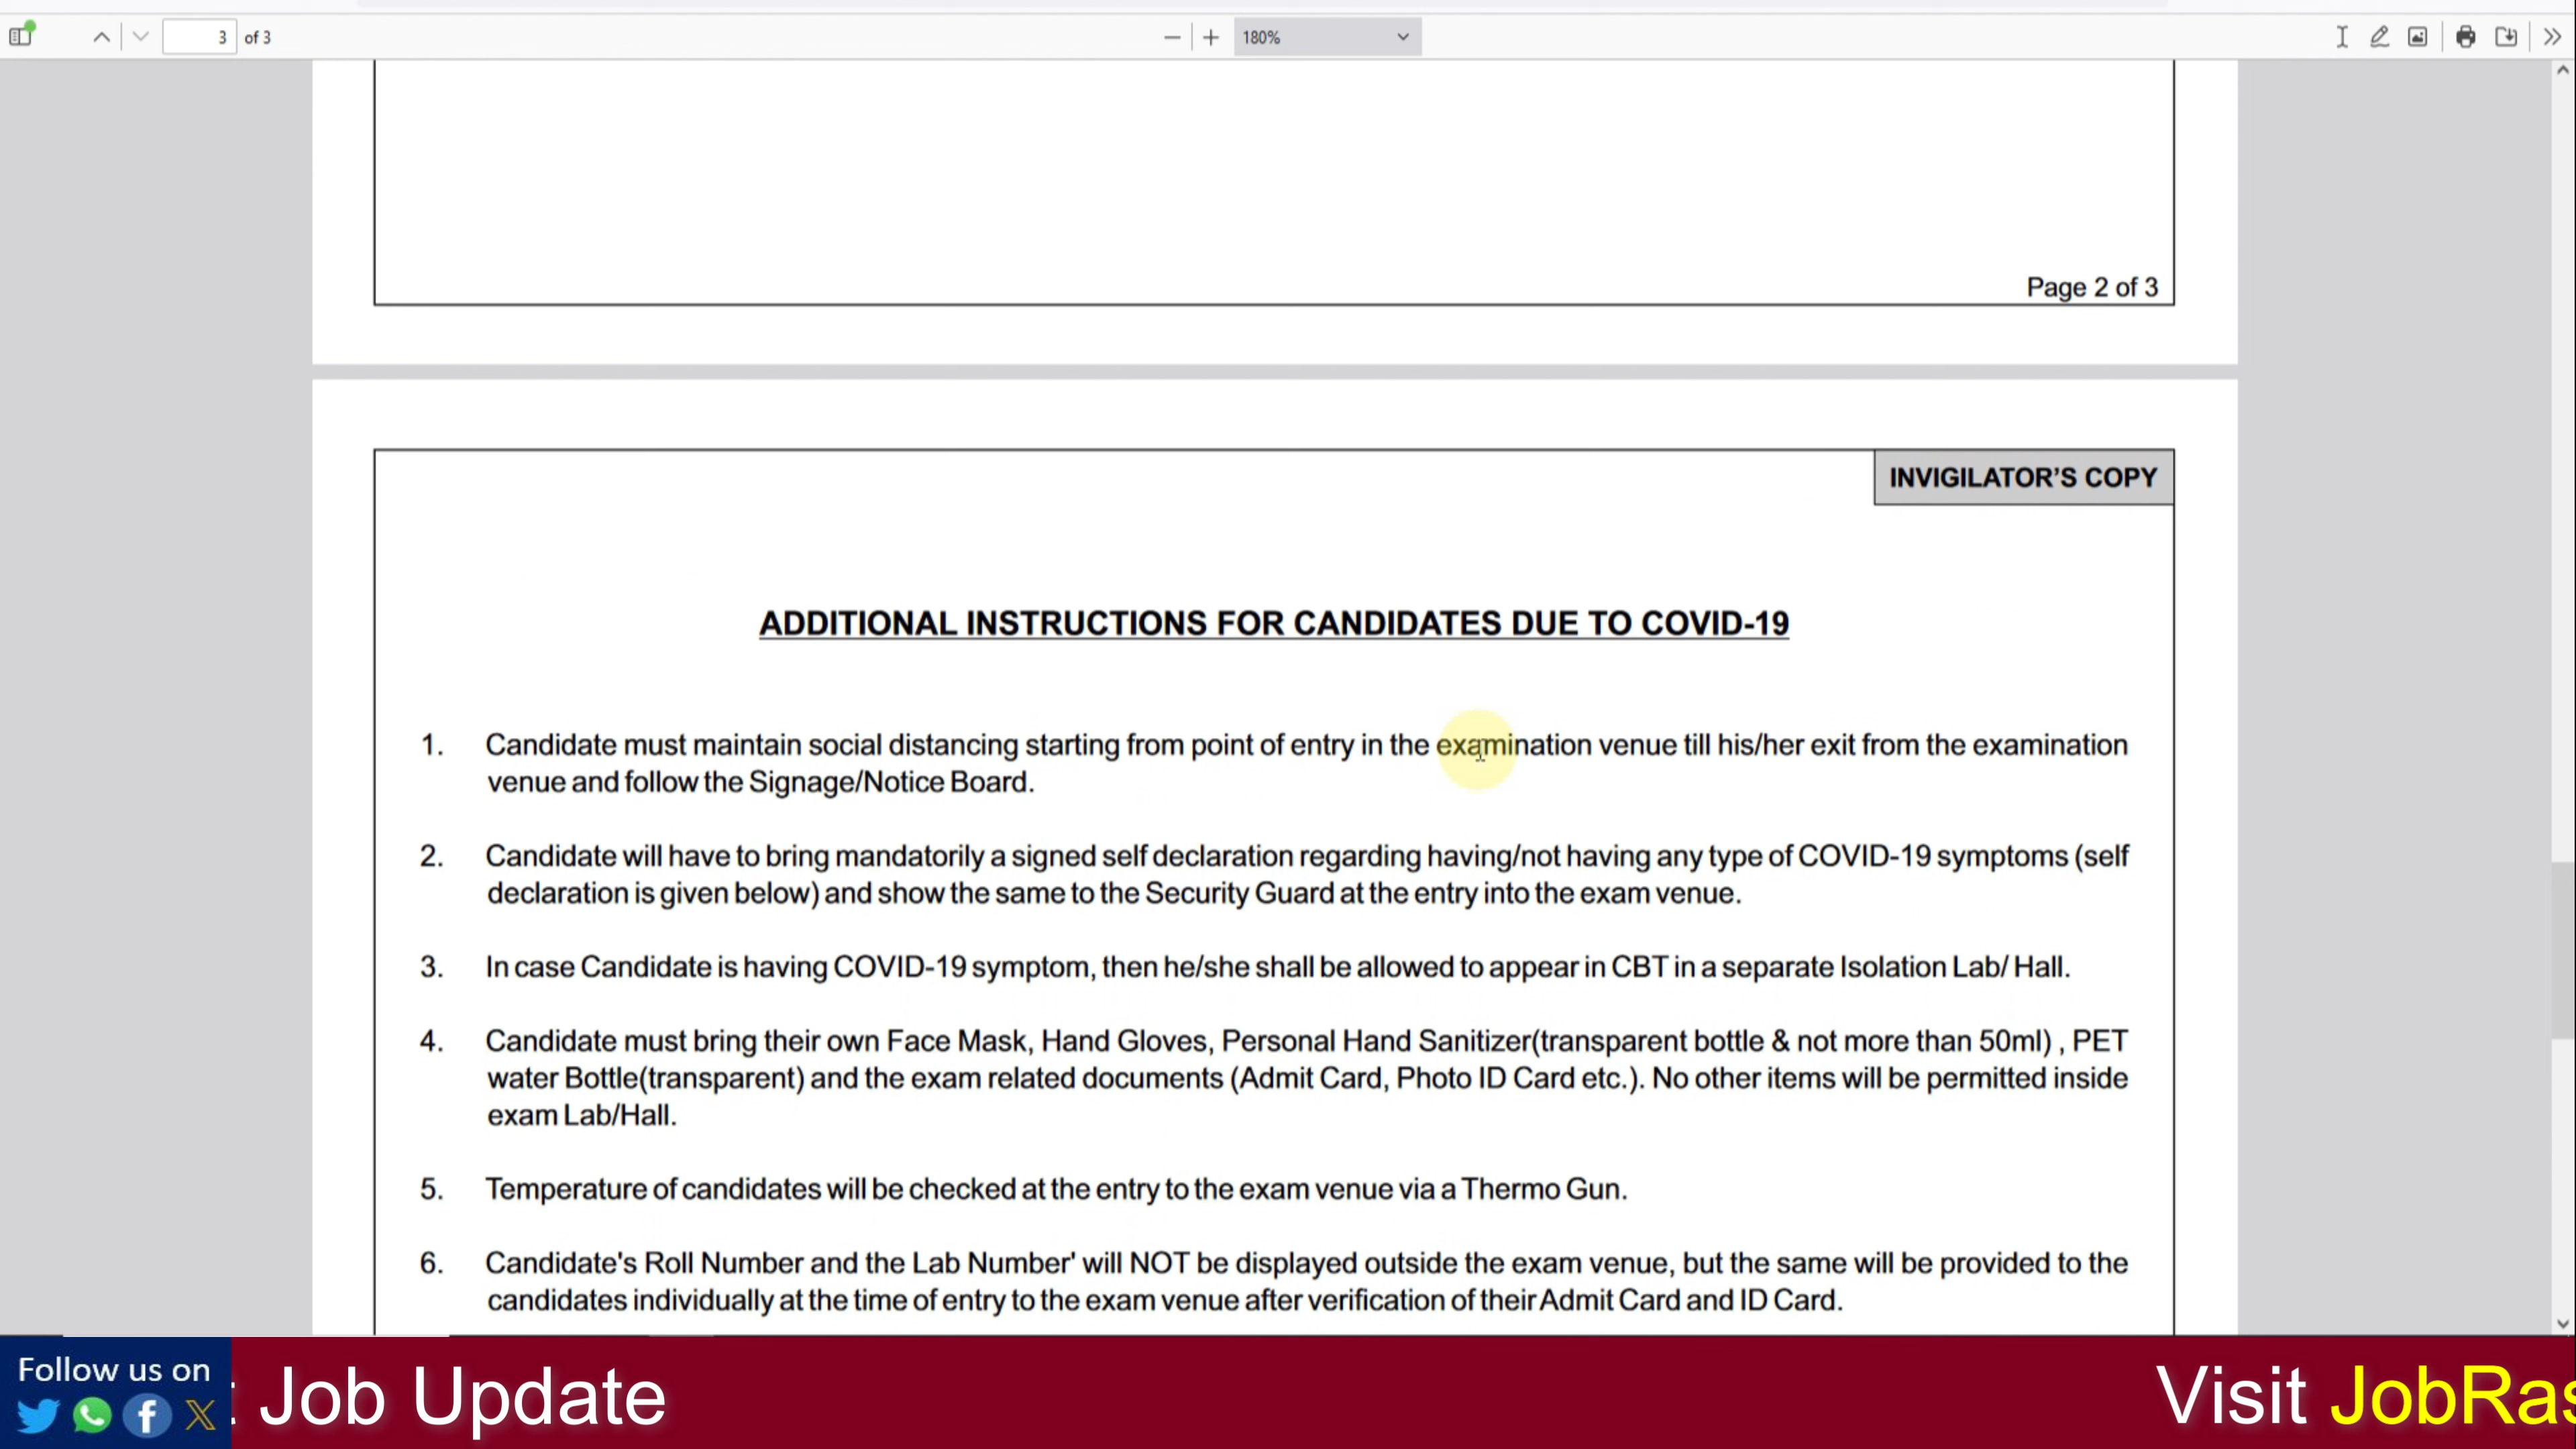 3 of 3
180%
Page 2 of 3
INVIGILATOR'S COPY
ADDITIONAL INSTRUCTIONS FOR CANDIDATES DUE TO COVID-19
1. Candidate must maintain social distancing starting from point of entry in the examination venue till his/her exit from the examination
venue and follow the Signage/Notice Board.
2. Candidate will have to bring mandatorily a signed self declaration regarding having/not having any type of COVID-19 symptoms (self
declaration is given below) and show the same to the Security Guard at the entry into the exam venue.
3. In case Candidate is having COVID-19 symptom, then he/she shall be allowed to appear in CBT in a separate Isolation Lab/ Hall.
4. Candidate must bring their own Face Mask, Hand Gloves, Personal Hand Sanitizer(transparent bottle & not more than 50ml) , PET
water Bottle(transparent) and the exam related documents (Admit Card, Photo ID Card etc.). No other items will be permitted inside
exam Lab/Hall.
5. Temperature of candidates will be checked at the entry to the exam venue via a Thermo Gun.
6. Candidate's Roll Number and the Lab Number' will NOT be displayed outside the exam venue, but the same will be provided to the
candidates individually at the time of entry to the exam venue after verification of their Admit Card and ID Card.
Follow us on
Job Update
Visit JobRas